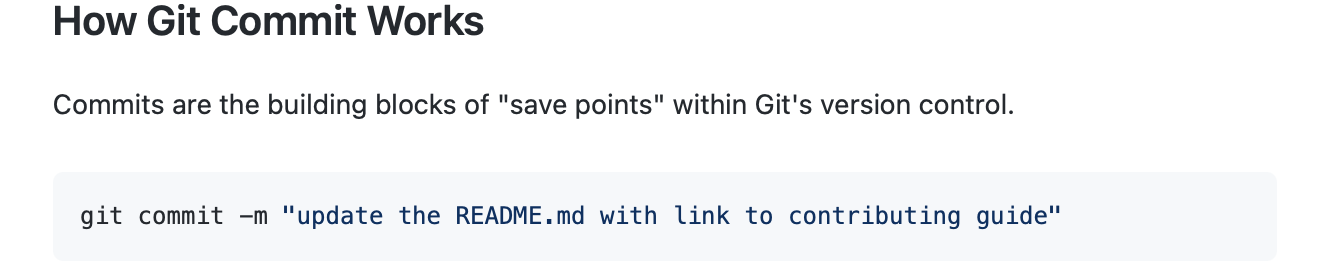 How Git Commit Works
Commits are the building blocks of "save points" within Git's version control.
git commit -m "update the README.md with link to contributing guide"